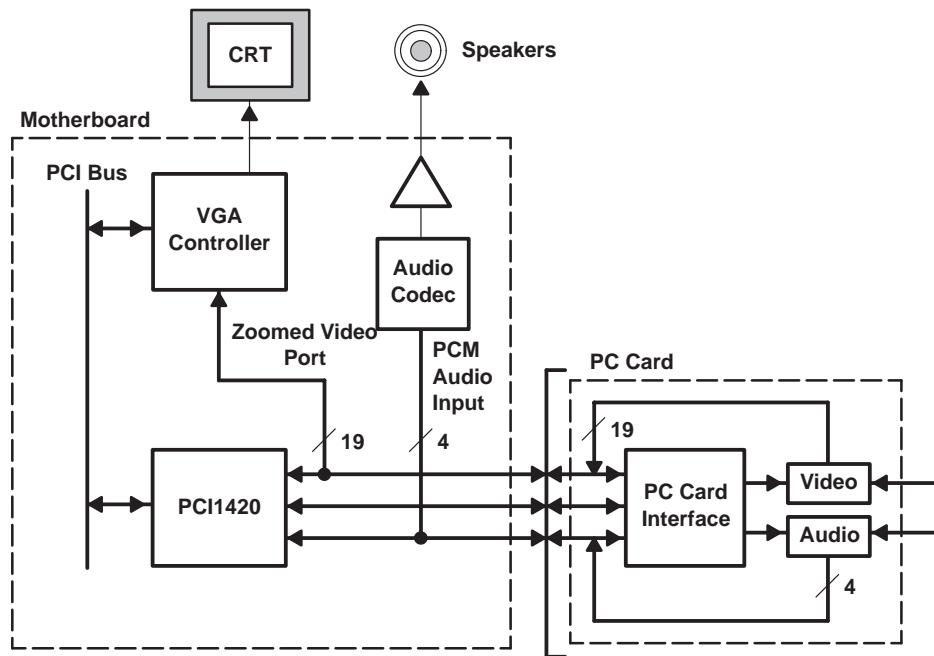 CRT
Speakers
Motherboard
PCI Bus
VGA
Controller
Audio
Codec
Zoomed Video
Port
PCM
Audio
Input
PC Card
19
4
19
PCI1420
PC Card
Interface
Video
Audio
4